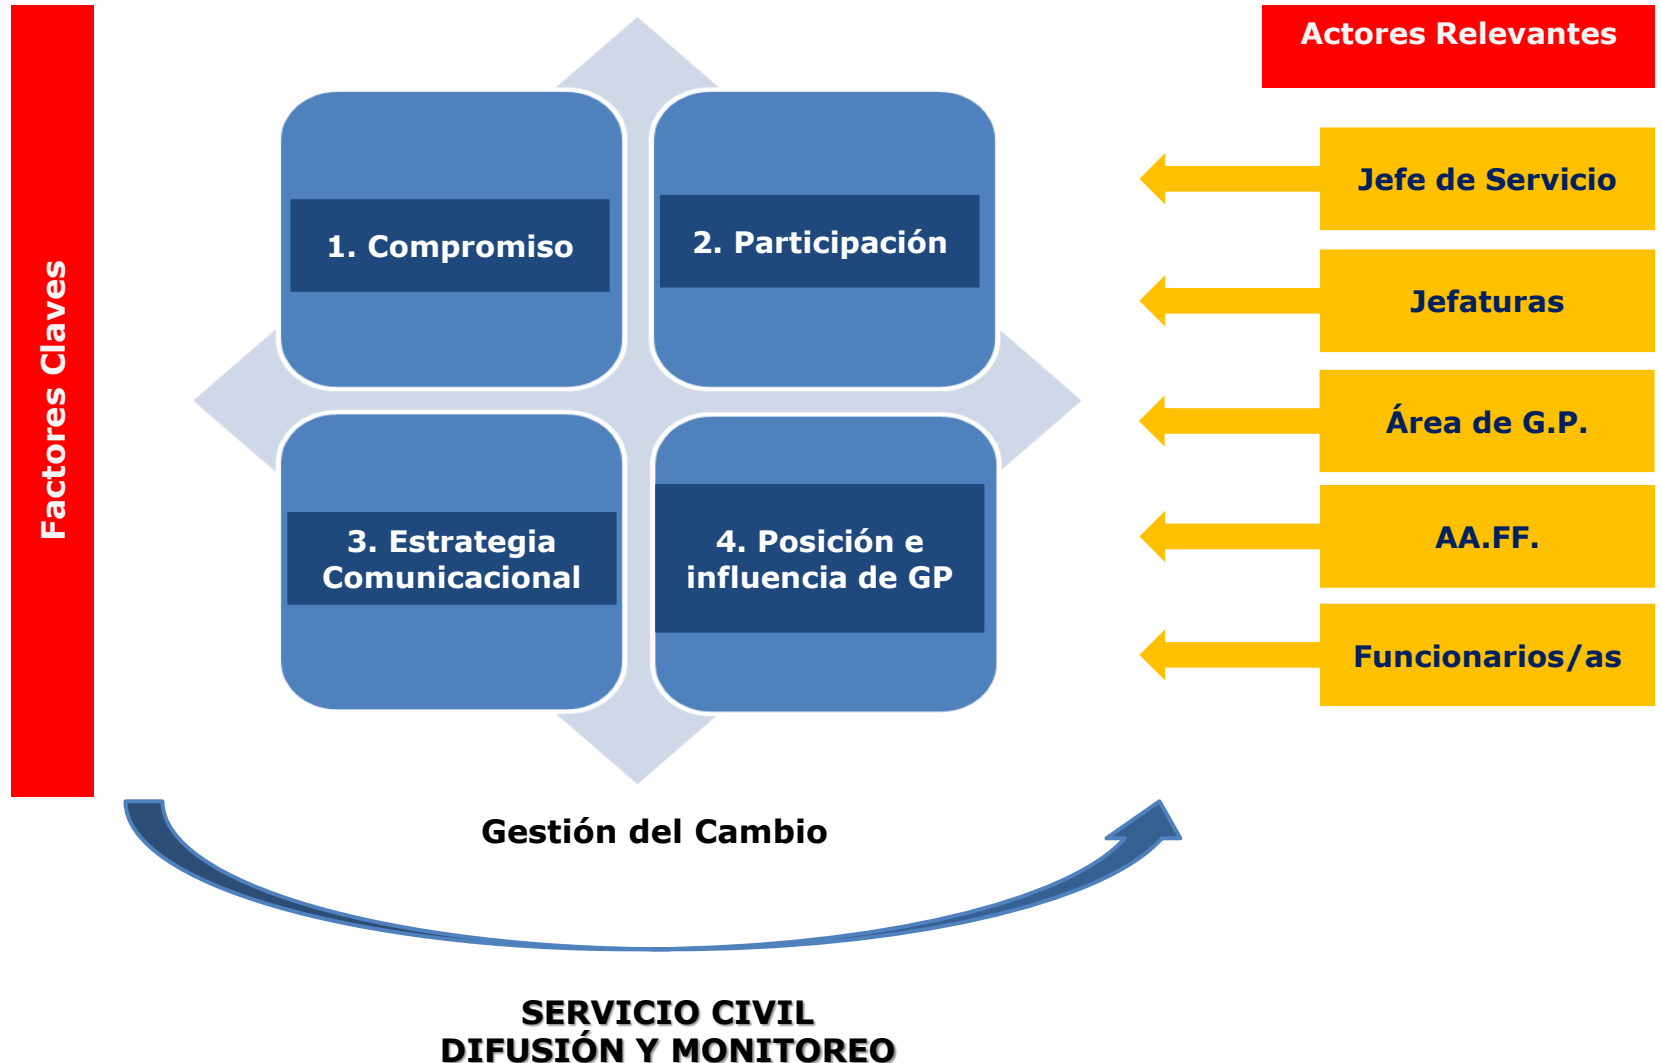 Factores Claves
1. Compromiso
2. Participación
3. Estrategia
Comunicacional
4. Posición e
influencia de GP
Actores Relevantes
Jefe de Servicio
Jefaturas
Área de G.P.
AA.FF.
Funcionarios/as
Gestión del Cambio
SERVICIO CIVIL
DIFUSIÓN Y MONITOREO